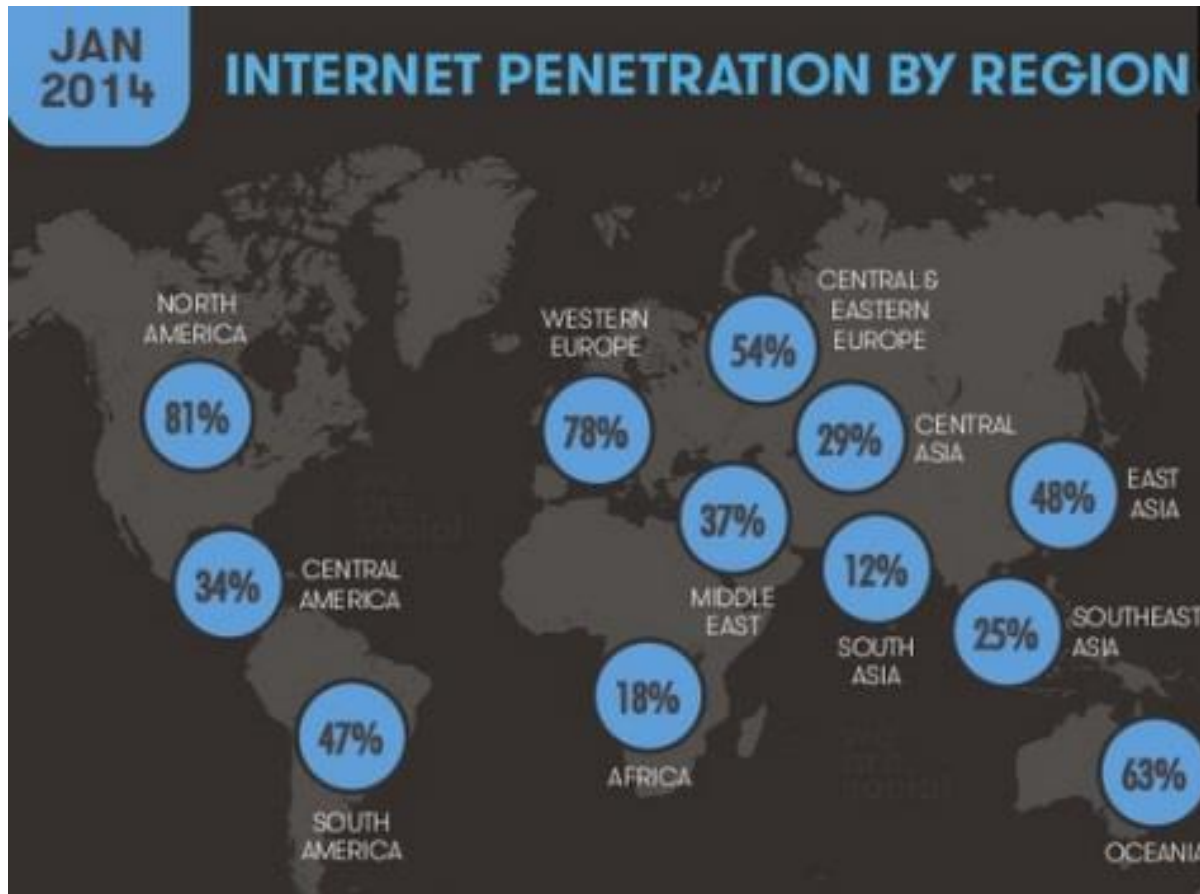 JAN
2014
INTERNET PENETRATION BY REGION
NORTH
AMERICA
81%
CENTRAL
AMERICA
34%
SOUTH
AMERICA
47%
WESTERN
EUROPE
78%
CENTRAL &
EASTERN
EUROPE
54%
CENTRAL
ASIA
29%
MIDDLE
EAST
37%
AFRICA
18%
SOUTH
ASIA
12%
EAST
ASIA
48%
SOUTHEAST
ASIA
25%
63%
OCEANIA